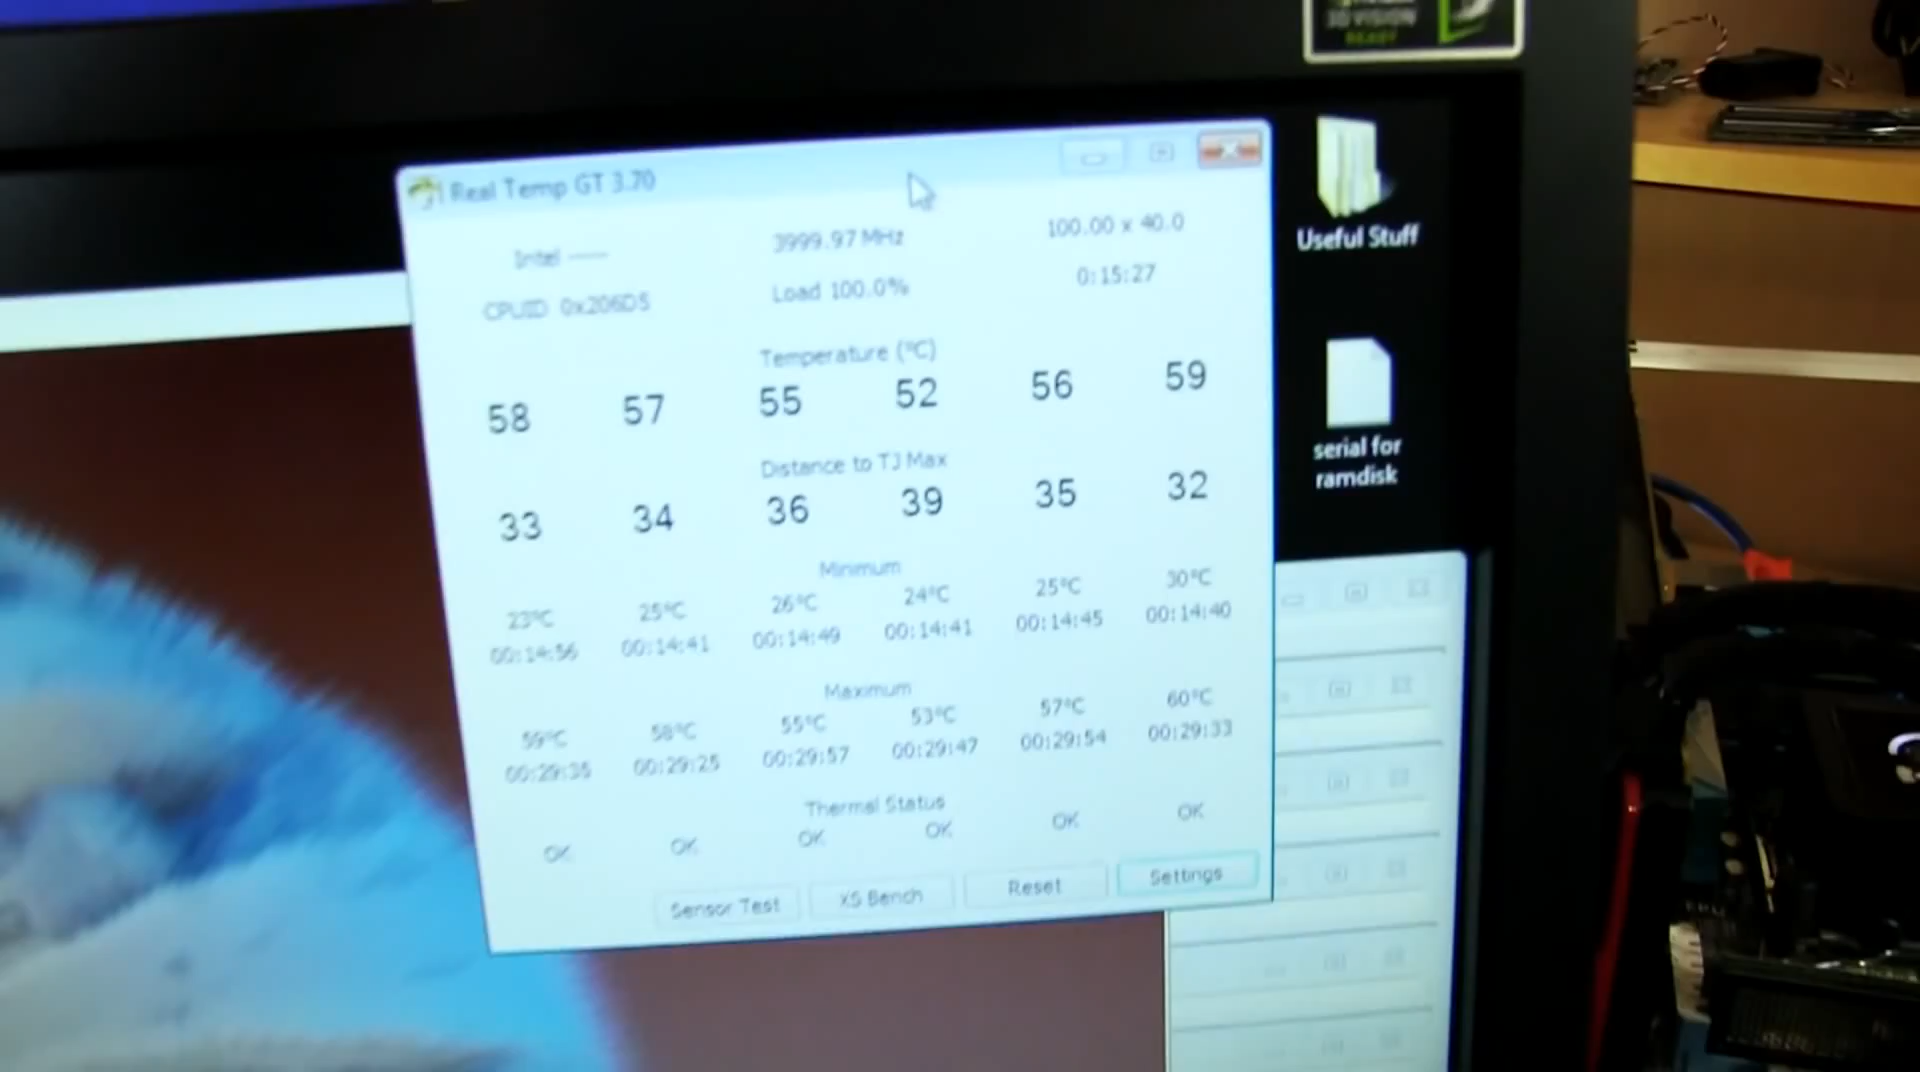 3D VISION
READY
Real Temp GT 3.70
Intel ----
3999.97 MHz
100.00 x 40.0
CPUID 0x206D5
Load 100.0%
0:15:27
Temperature (°C)
58 57 55 52 56 59
Distance to TJ Max
33 34 36 39 35 32
Minimum
23°C 25°C 26°C 24°C 25°C 30°C
00:14:56 00:14:41 00:14:49 00:14:41 00:14:45 00:14:40
Maximum
59°C 58°C 55°C 53°C 57°C 60°C
00:29:35 00:29:25 00:29:57 00:29:47 00:29:54 00:29:33
Thermal Status
OK OK OK OK OK OK
Sensor Test XS Bench Reset Settings
Useful Stuff
serial for
ramdisk